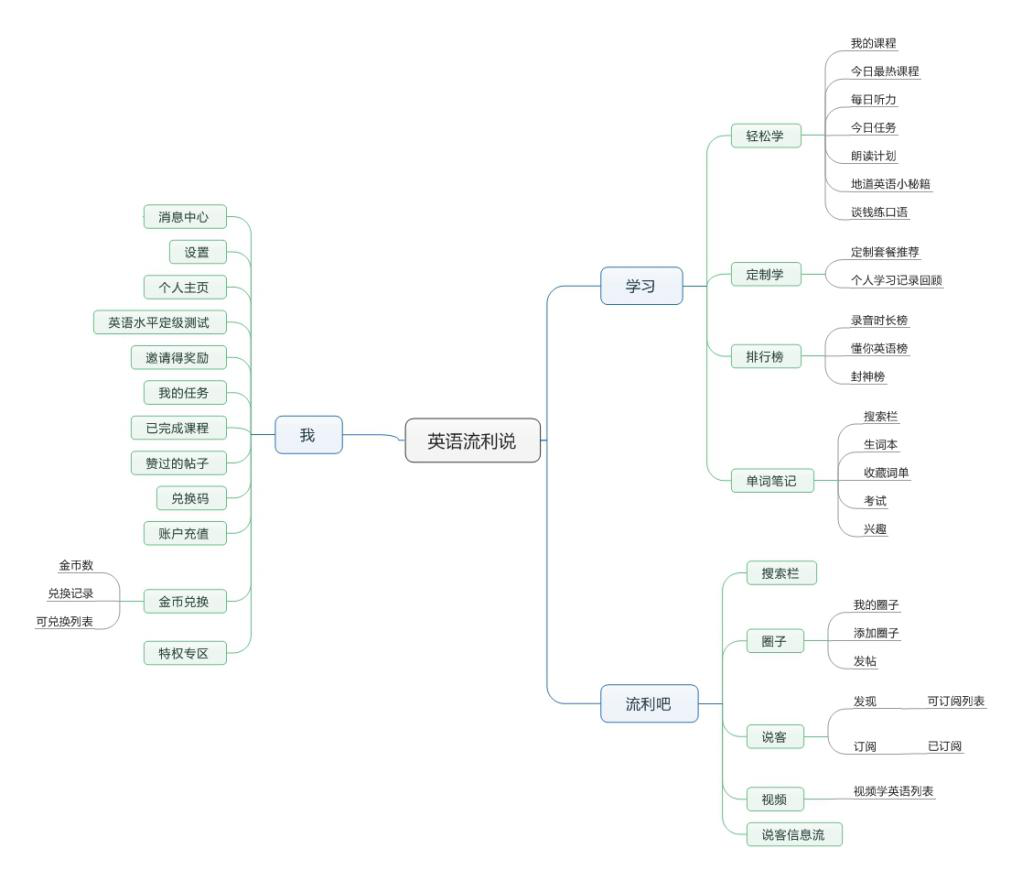 英语流利说
学习
轻松学
我的课程
今日最热课程
每日听力
今日任务
朗读计划
地道英语小秘籍
谈钱练口语
定制学
定制套餐推荐
个人学习记录回顾
排行榜
录音时长榜
懂你英语榜
封神榜
单词笔记
搜索栏
生词本
收藏词单
考试
兴趣
流利吧
搜索栏
圈子
我的圈子
添加圈子
发帖
说客
发现
可订阅列表
订阅
已订阅
视频
视频学英语列表
说客信息流
我
消息中心
设置
个人主页
英语水平定级测试
邀请得奖励
我的任务
已完成课程
赞过的帖子
兑换码
账户充值
金币兑换
金币数
兑换记录
可兑换列表
特权专区